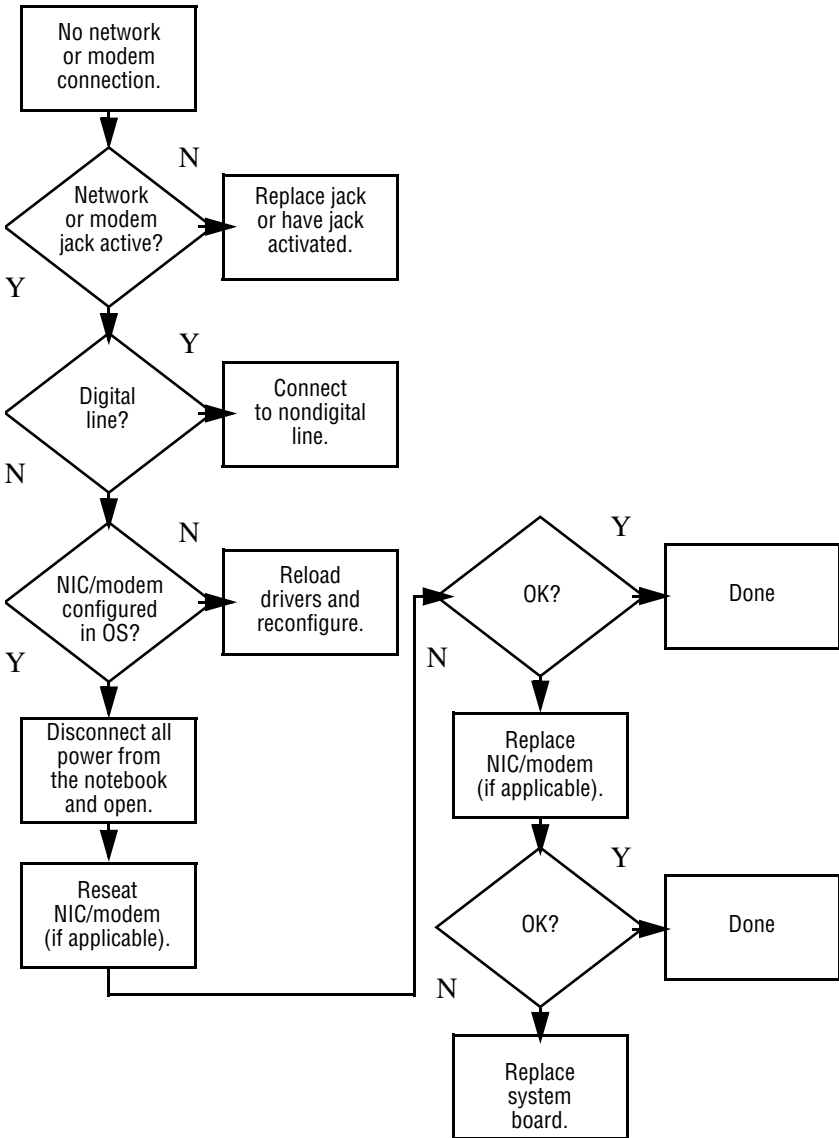 No network
or modem
connection.
N
Network
or modem
jack active?
Replace jack
or have jack
activated.
Y
Y
Digital
line?
Connect
to nondigital
line.
N
N
NIC/modem
configured
in OS?
Reload
drivers and
reconfigure.
Y
Disconnect all
power from
the notebook
and open.
Reseat
NIC/modem
(if applicable).
Y
OK?
Done
N
Replace
NIC/modem
(if applicable).
Y
OK?
Done
N
Replace
system
board.